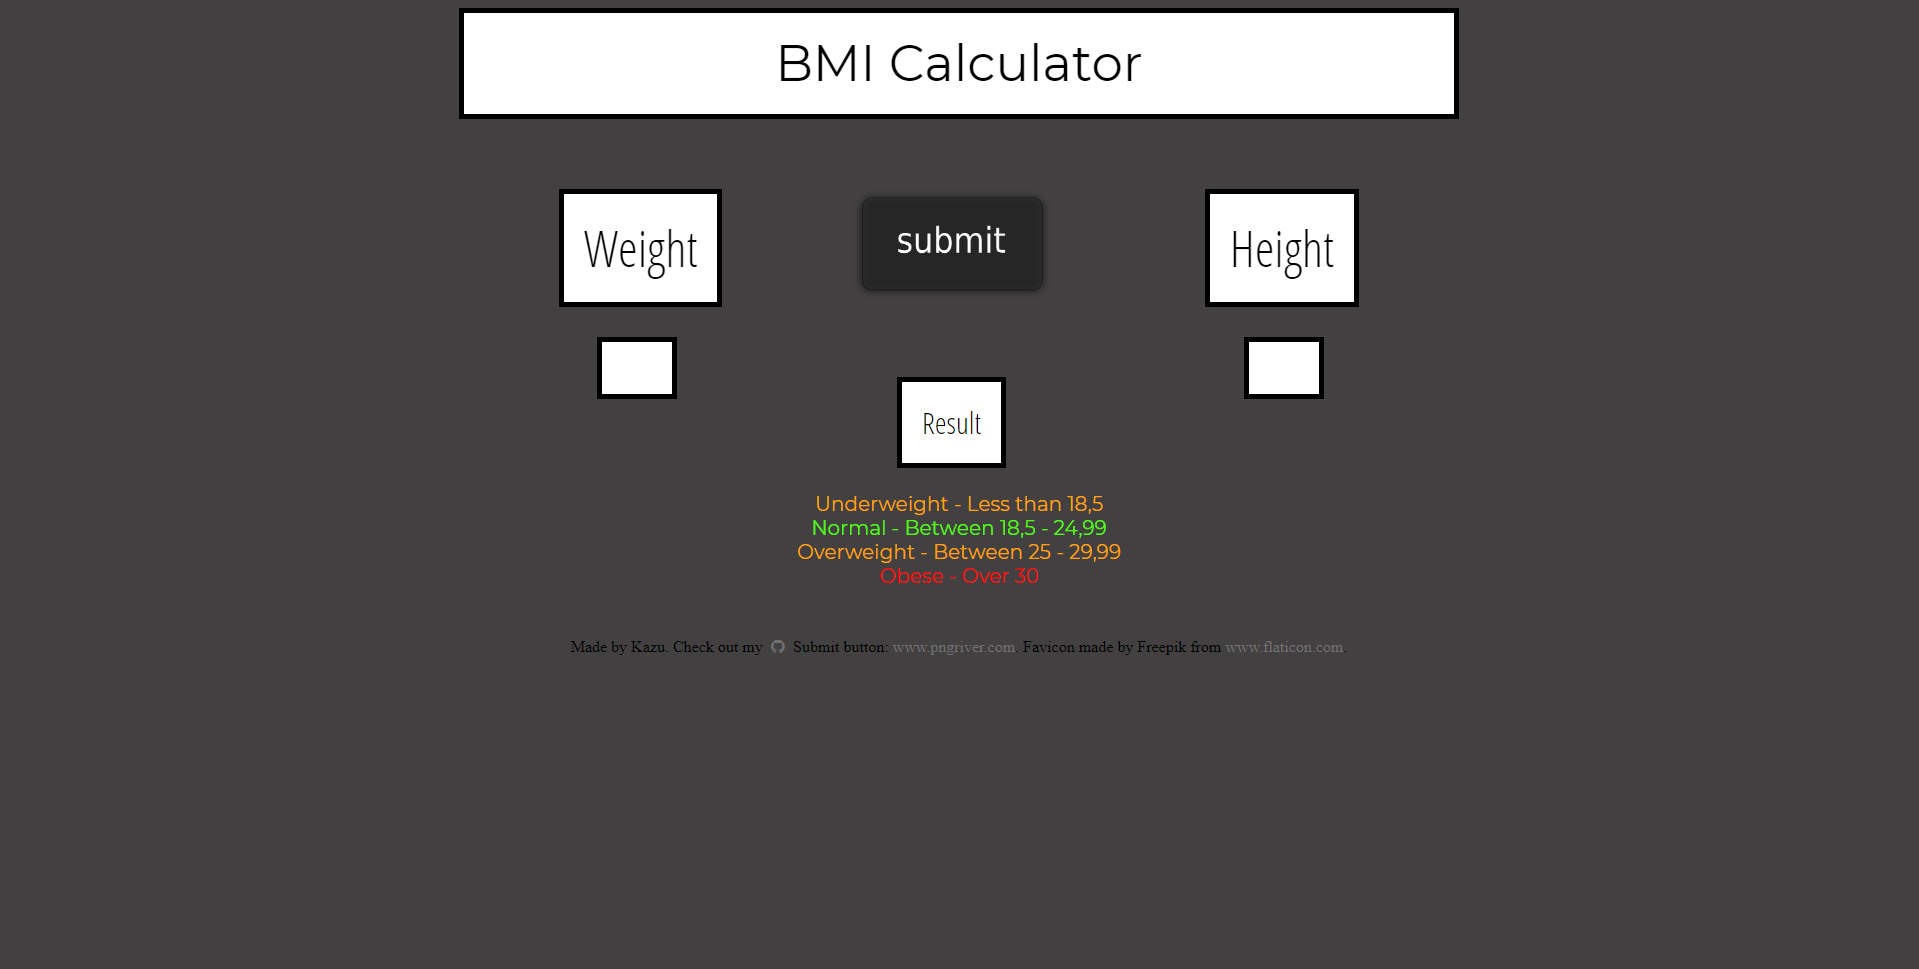 BMI Calculator
Weight
submit
Height
Result
Underweight - Less than 18,5
Normal - Between 18,5 - 24,99
Overweight - Between 25 - 29,99
Obese - Over 30
Made by Kazu. Check out my Submit button: www.pngriver.com. Favicon made by Freepik from www.flaticon.com.